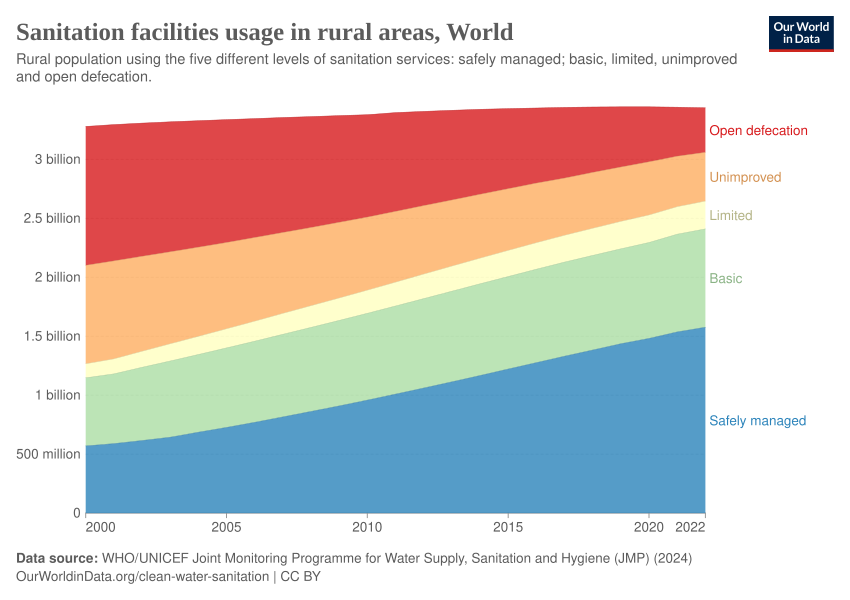 Sanitation facilities usage in rural areas, World
Our World
in Data
Rural population using the five different levels of sanitation services: safely managed; basic, limited, unimproved
and open defecation.
Open defecation
3 billion
Unimproved
2.5 billion
Limited
2 billion
Basic
1.5 billion
1 billion
Safely managed
500 million
0
2000 2005 2010 2015 2020 2022
Data source: WHO/UNICEF Joint Monitoring Programme for Water Supply, Sanitation and Hygiene (JMP) (2024)
OurWorldinData.org/clean-water-sanitation | CC BY